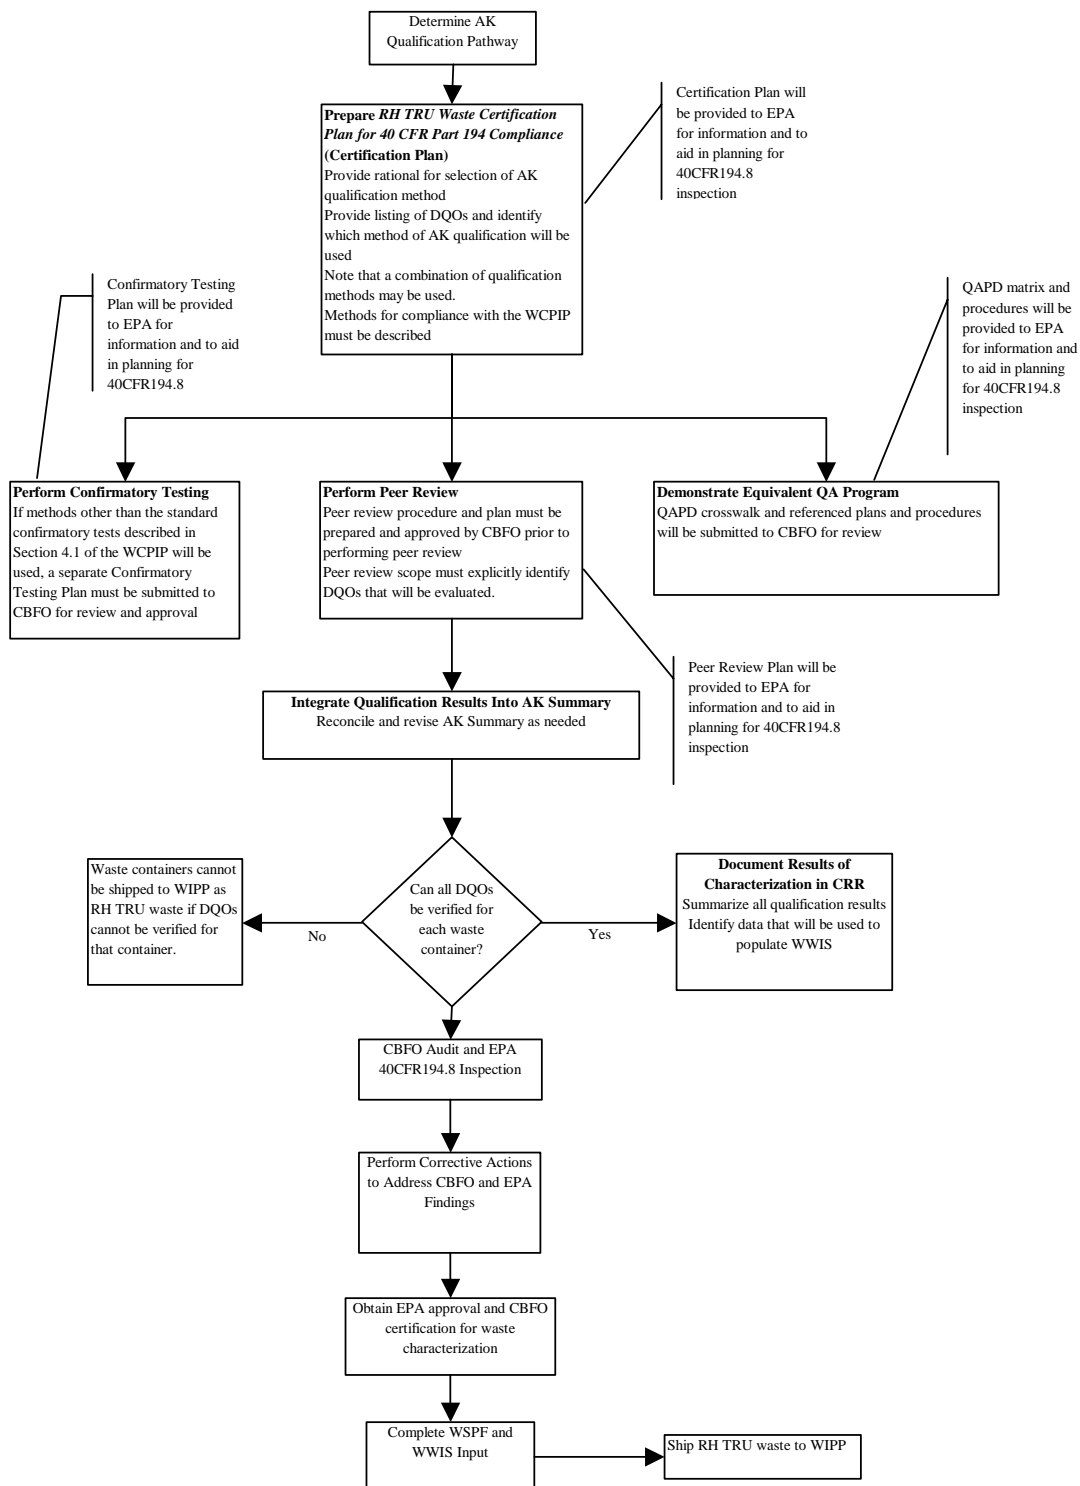 Determine AK
Qualification Pathway
Prepare RH TRU Waste Certification
Plan for 40 CFR Part 194 Compliance
(Certification Plan)
Provide rational for selection of AK
qualification method
Provide listing of DQOs and identify
which method of AK qualification will be
used
Note that a combination of qualification
methods may be used.
Methods for compliance with the WCPIP
must be described
Certification Plan will
be provided to EPA
for information and to
aid in planning for
40CFR194.8
inspection
Confirmatory Testing
Plan will be provided
to EPA for
information and to aid
in planning for
40CFR194.8
QAPD matrix and
procedures will be
provided to EPA
for information and
to aid in planning
for 40CFR194.8
inspection
Perform Confirmatory Testing
If methods other than the standard
confirmatory tests described in
Section 4.1 of the WCPIP will be
used, a separate Confirmatory
Testing Plan must be submitted to
CBFO for review and approval
Perform Peer Review
Peer review procedure and plan must be
prepared and approved by CBFO prior to
performing peer review
Peer review scope must explicitly identify
DQOs that will be evaluated.
Demonstrate Equivalent QA Program
QAPD crosswalk and referenced plans and procedures
will be submitted to CBFO for review
Peer Review Plan will be
provided to EPA for
information and to aid in
planning for 40CFR194.8
inspection
Integrate Qualification Results Into AK Summary
Reconcile and revise AK Summary as needed
Can all DQOs
be verified for
each waste
container?
No
Yes
Waste containers cannot
be shipped to WIPP as
RH TRU waste if DQOs
cannot be verified for
that container.
Document Results of
Characterization in CRR
Summarize all qualification results
Identify data that will be used to
populate WWIS
CBFO Audit and EPA
40CFR194.8 Inspection
Perform Corrective Actions
to Address CBFO and EPA
Findings
Obtain EPA approval and CBFO
certification for waste
characterization
Complete WSPF and
WWIS Input
Ship RH TRU waste to WIPP